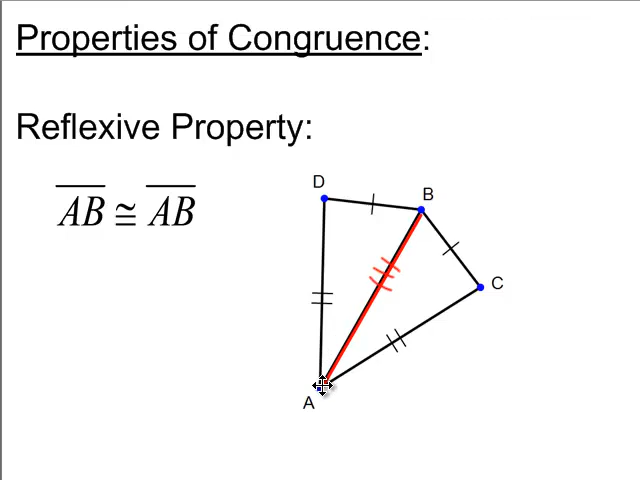 Properties of Congruence:
Reflexive Property:
D
B
AB ≅ AB
C
A